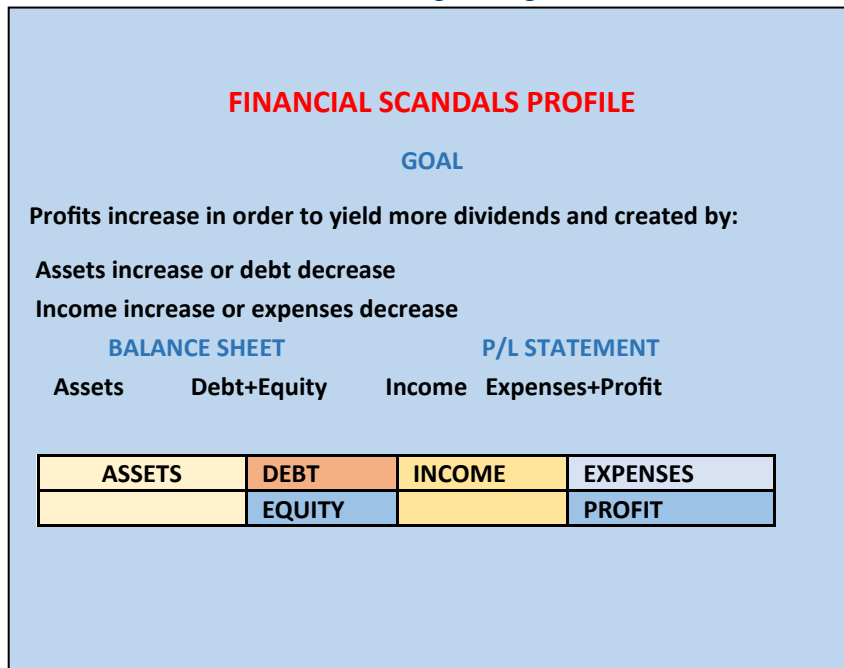 FINANCIAL SCANDALS PROFILE
GOAL
Profits increase in order to yield more dividends and created by:
Assets increase or debt decrease
Income increase or expenses decrease
BALANCE SHEET P/L STATEMENT
Assets Debt+Equity Income Expenses+Profit
ASSETS DEBT INCOME EXPENSES
EQUITY PROFIT